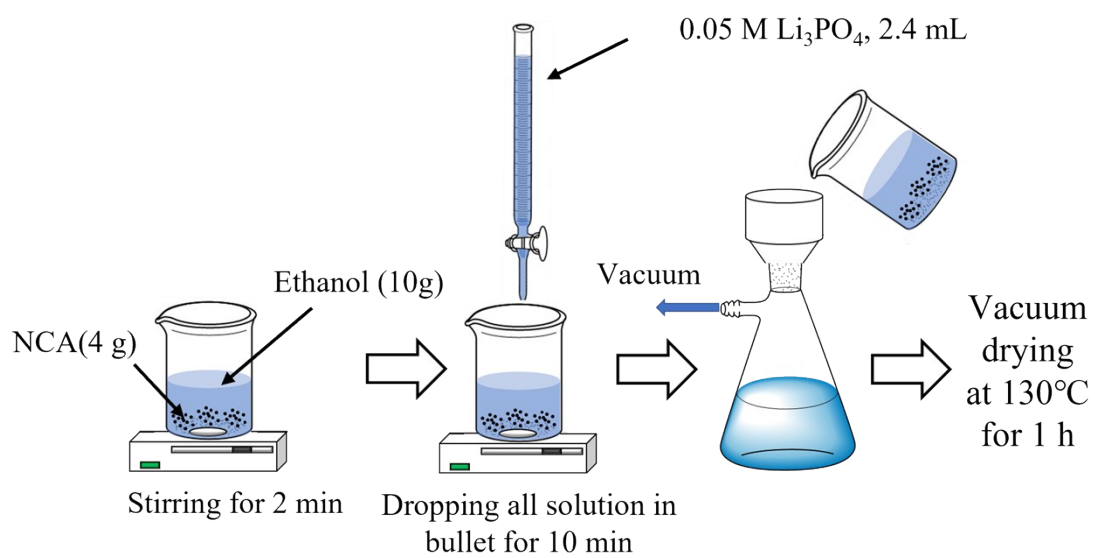 0.05 M Li₃PO₄, 2.4 mL
Ethanol (10g)
NCA(4 g)
Vacuum
Vacuum
drying
at 130℃
for 1 h
Stirring for 2 min
Dropping all solution in
bullet for 10 min